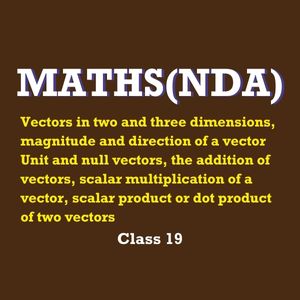 MATHS(NDA)
Vectors in two and three dimensions,
magnitude and direction of a vector
Unit and null vectors, the addition of
vectors, scalar multiplication of a
vector, scalar product or dot product
of two vectors
Class 19